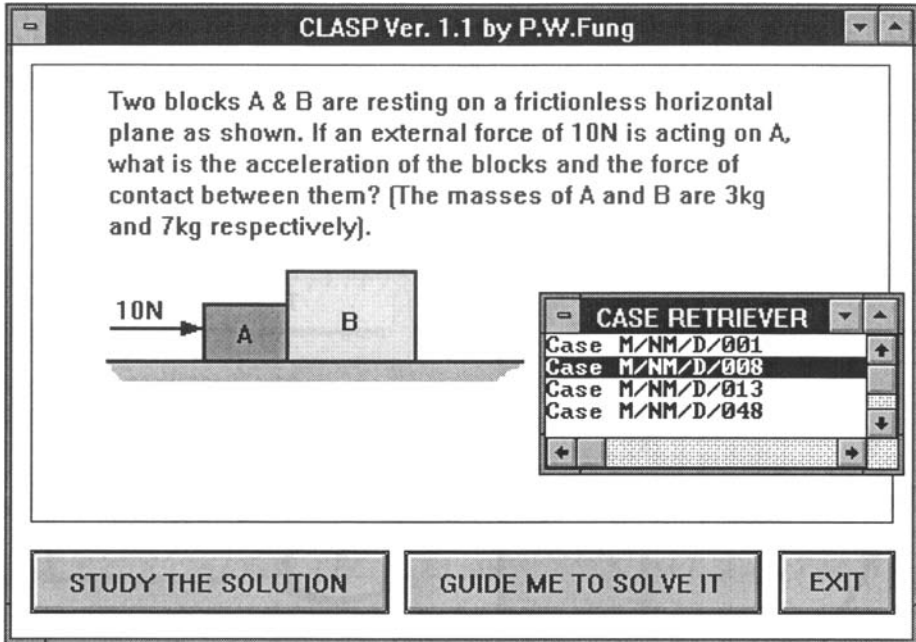 CLASP Ver. 1.1 by P.W.Fung
Two blocks A & B are resting on a frictionless horizontal
plane as shown. If an external force of 10N is acting on A,
what is the acceleration of the blocks and the force of
contact between them? (The masses of A and B are 3kg
and 7kg respectively).
10N
A
B
CASE RETRIEVER
Case M/NM/D/001
Case M/NM/D/008
Case M/NM/D/013
Case M/NM/D/048
STUDY THE SOLUTION
GUIDE ME TO SOLVE IT
EXIT